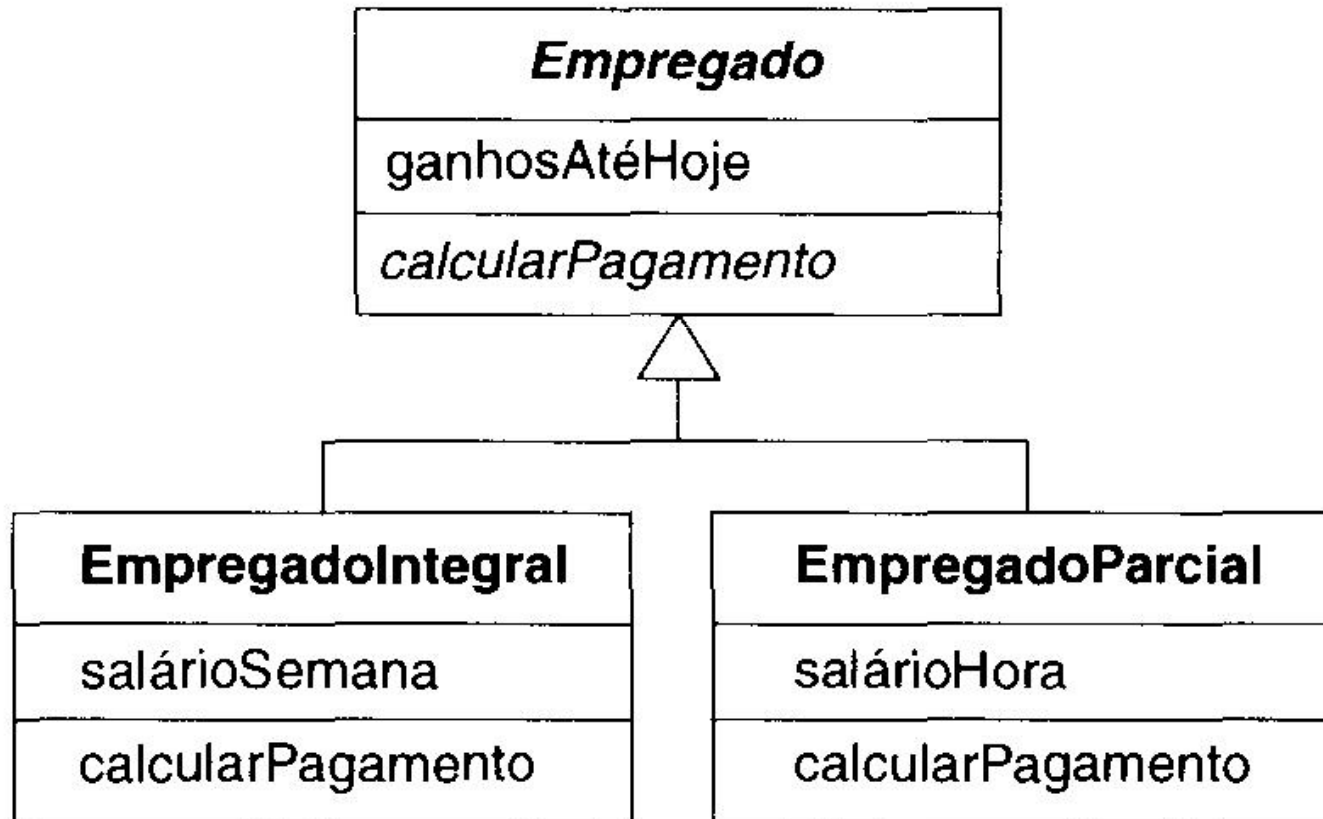 Empregado
ganhosAtéHoje
calcularPagamento
EmpregadoIntegral
salárioSemana
calcularPagamento
EmpregadoParcial
salárioHora
calcularPagamento